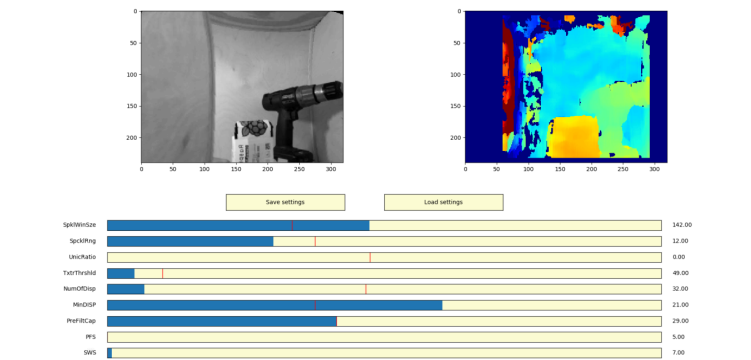 0
50
100
150
200
0 50 100 150 200 250 300
0
50
100
150
200
0 50 100 150 200 250 300
Save settings Load settings
SpklWinSze 142.00
SpcklRng 12.00
UnicRatio 0.00
TxtrThrshld 49.00
NumOfDisp 32.00
MinDISP 21.00
PreFiltCap 29.00
PFS 5.00
SWS 7.00